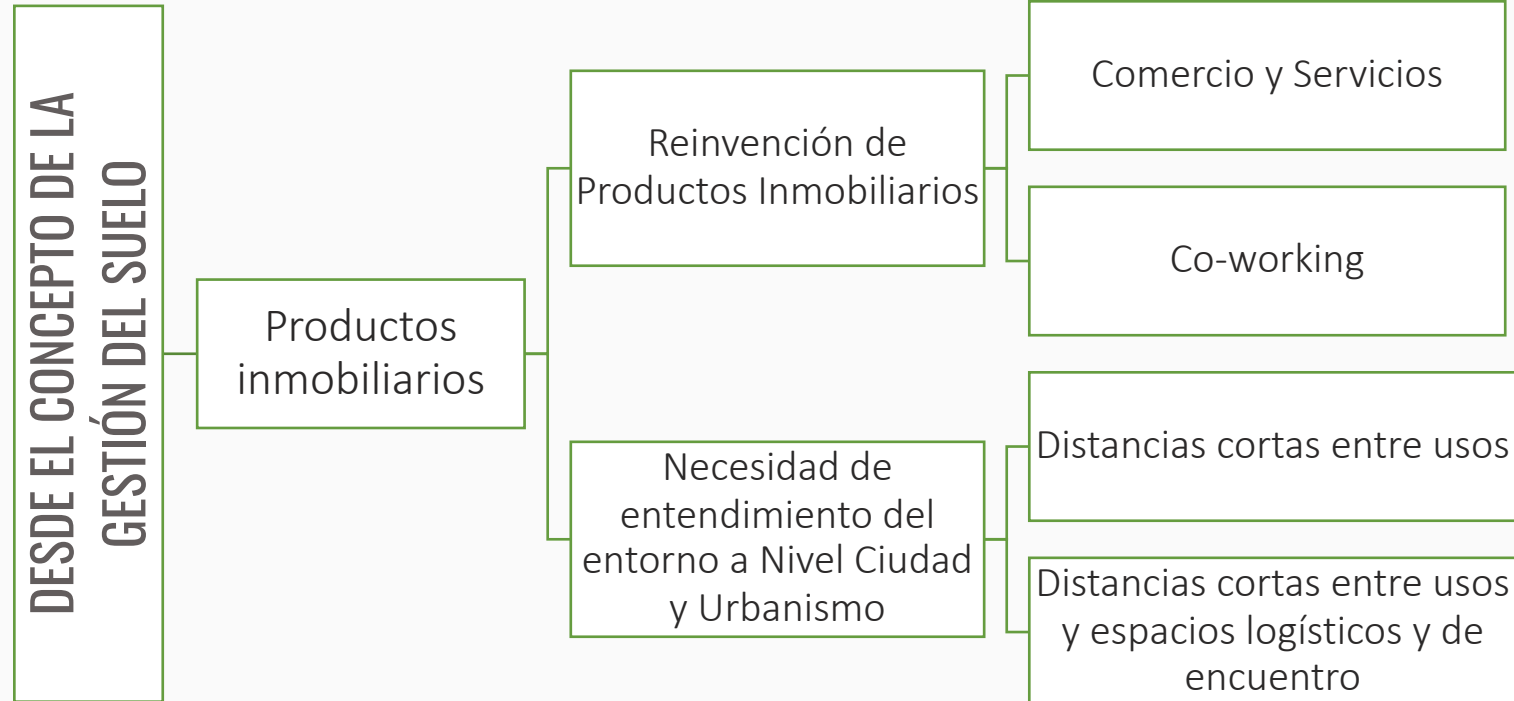 DESDE EL CONCEPTO DE LA
GESTIÓN DEL SUELO
Productos
inmobiliarios
Reinvención de
Productos Inmobiliarios
Comercio y Servicios
Co-working
Necesidad de
entendimiento del
entorno a Nivel Ciudad
y Urbanismo
Distancias cortas entre usos
Distancias cortas entre usos
y espacios logísticos y de
encuentro